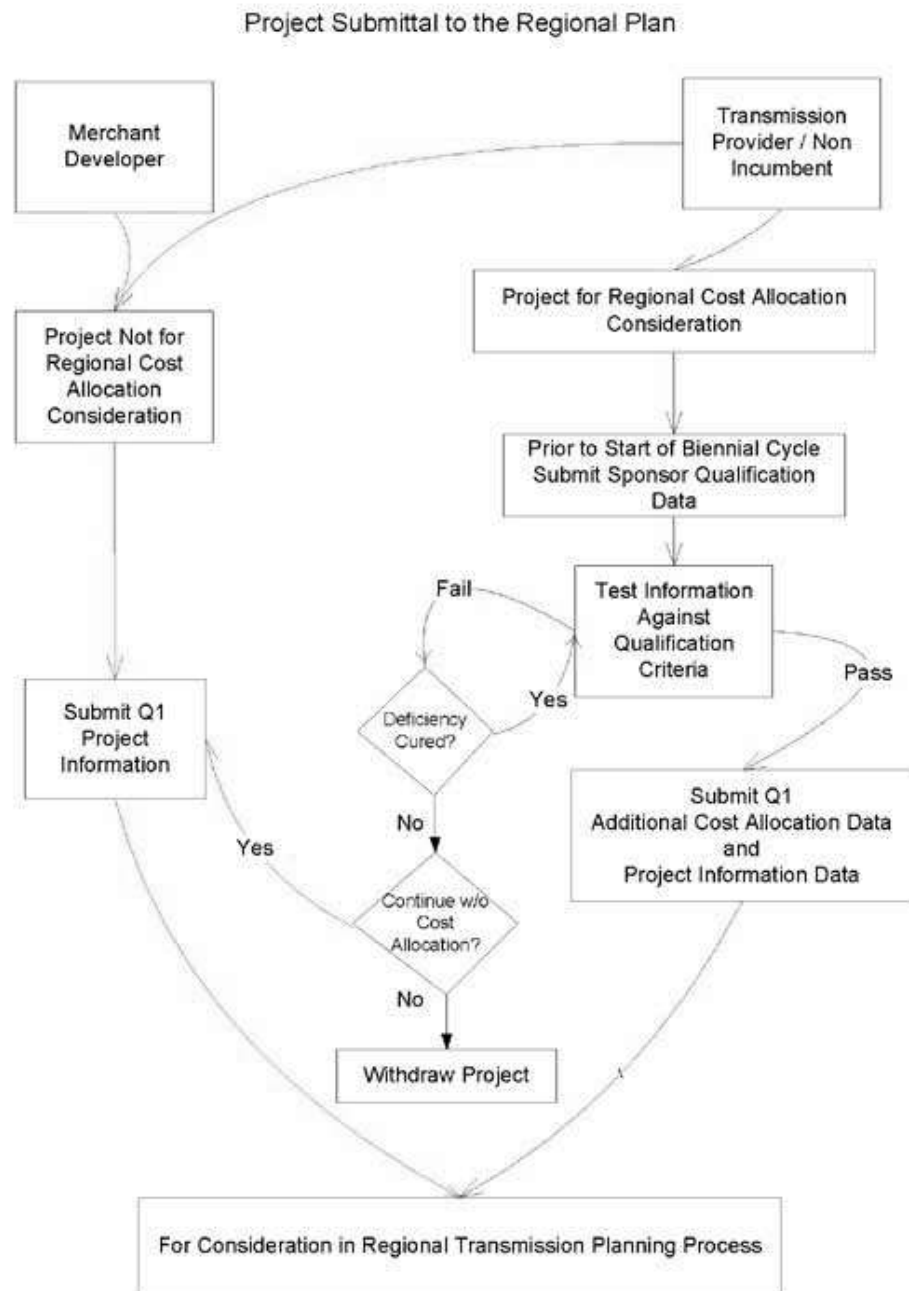 Project Submittal to the Regional Plan
Merchant
Developer
Transmission
Provider / Non
Incumbent
Project Not for
Regional Cost
Allocation
Consideration
Project for Regional Cost Allocation
Consideration
Prior to Start of Biennial Cycle
Submit Sponsor Qualification
Data
Fail
Test Information
Against
Qualification
Criteria
Yes
Pass
Deficiency
Cured?
Submit Q1
Project
Information
Submit Q1
Additional Cost Allocation Data
and
Project Information Data
No
Yes
Continue w/o
Cost
Allocation?
No
Withdraw Project
For Consideration in Regional Transmission Planning Process